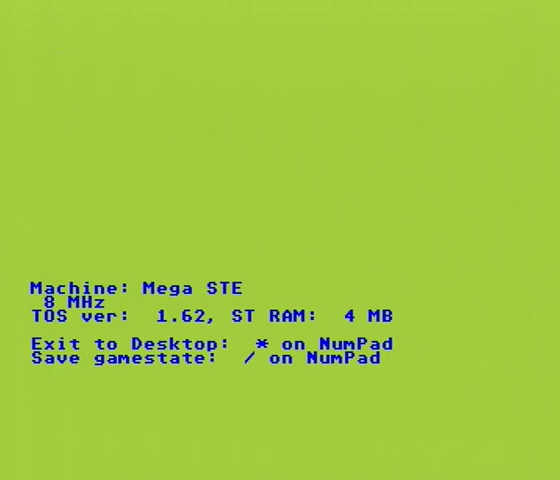 Machine: Mega STE
8 MHz
TOS ver:  1.62, ST RAM:  4 MB
Exit to Desktop:  * on NumPad
Save gamestate:  / on NumPad